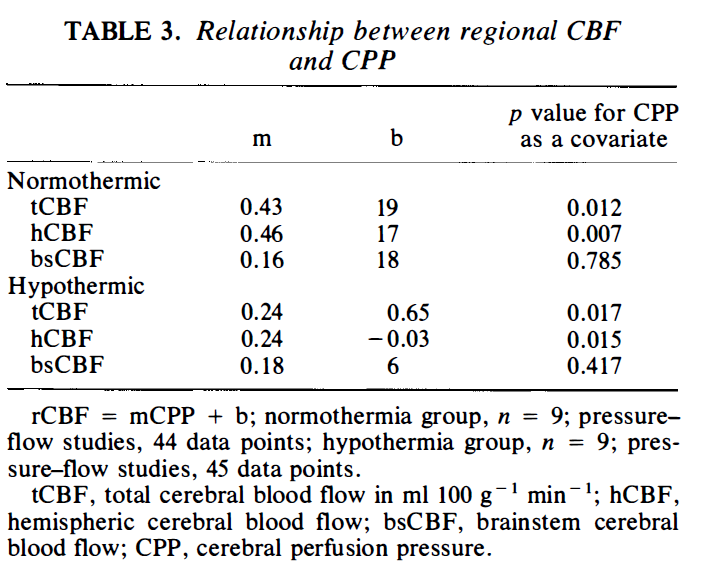 TABLE 3. Relationship between regional CBF
and CPP
p value for CPP
m b as a covariate
Normothermic
tCBF 0.43 19 0.012
hCBF 0.46 17 0.007
bsCBF 0.16 18 0.785
Hypothermic
tCBF 0.24 0.65 0.017
hCBF 0.24 −0.03 0.015
bsCBF 0.18 6 0.417
rCBF = mCPP + b; normothermia group, n = 9; pressure–
flow studies, 44 data points; hypothermia group, n = 9; pres-
sure–flow studies, 45 data points.
tCBF, total cerebral blood flow in ml 100 g⁻¹ min⁻¹; hCBF,
hemispheric cerebral blood flow; bsCBF, brainstem cerebral
blood flow; CPP, cerebral perfusion pressure.